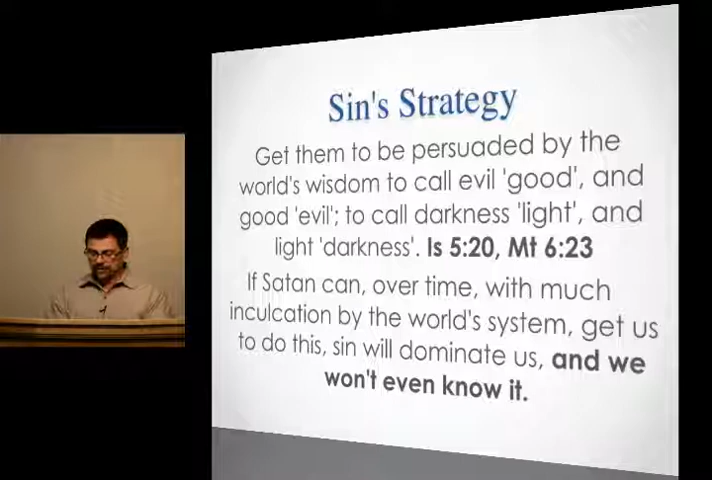 Sin's Strategy
Get them to be persuaded by the
world's wisdom to call evil 'good', and
good 'evil'; to call darkness 'light', and
light 'darkness'. Is 5:20, Mt 6:23
If Satan can, over time, with much
inculcation by the world's system, get us
to do this, sin will dominate us, and we
won't even know it.